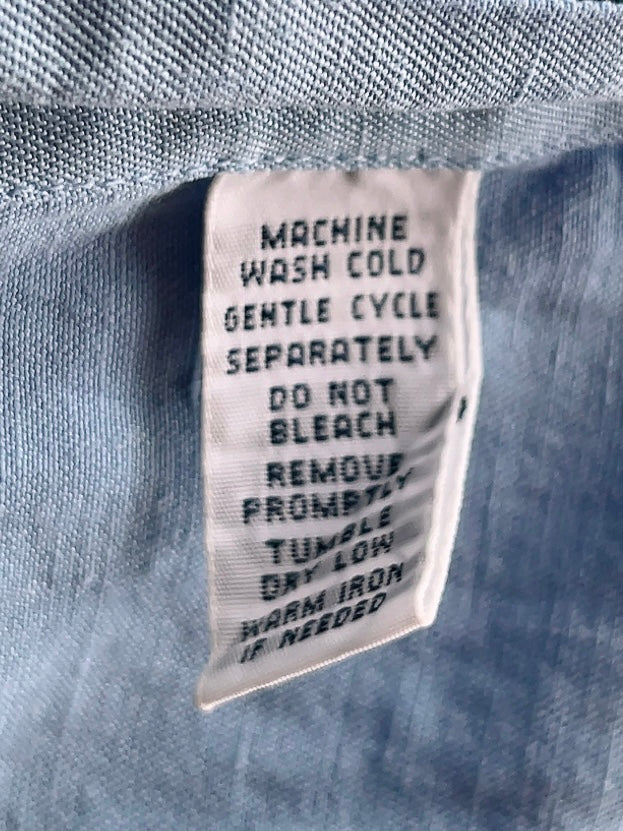 MACHINE
WASH COLD
GENTLE CYCLE
SEPARATELY
DO NOT
BLEACH
REMOVE
PROMPTLY
TUMBLE
DRY LOW
WARM IRON
IF NEEDED